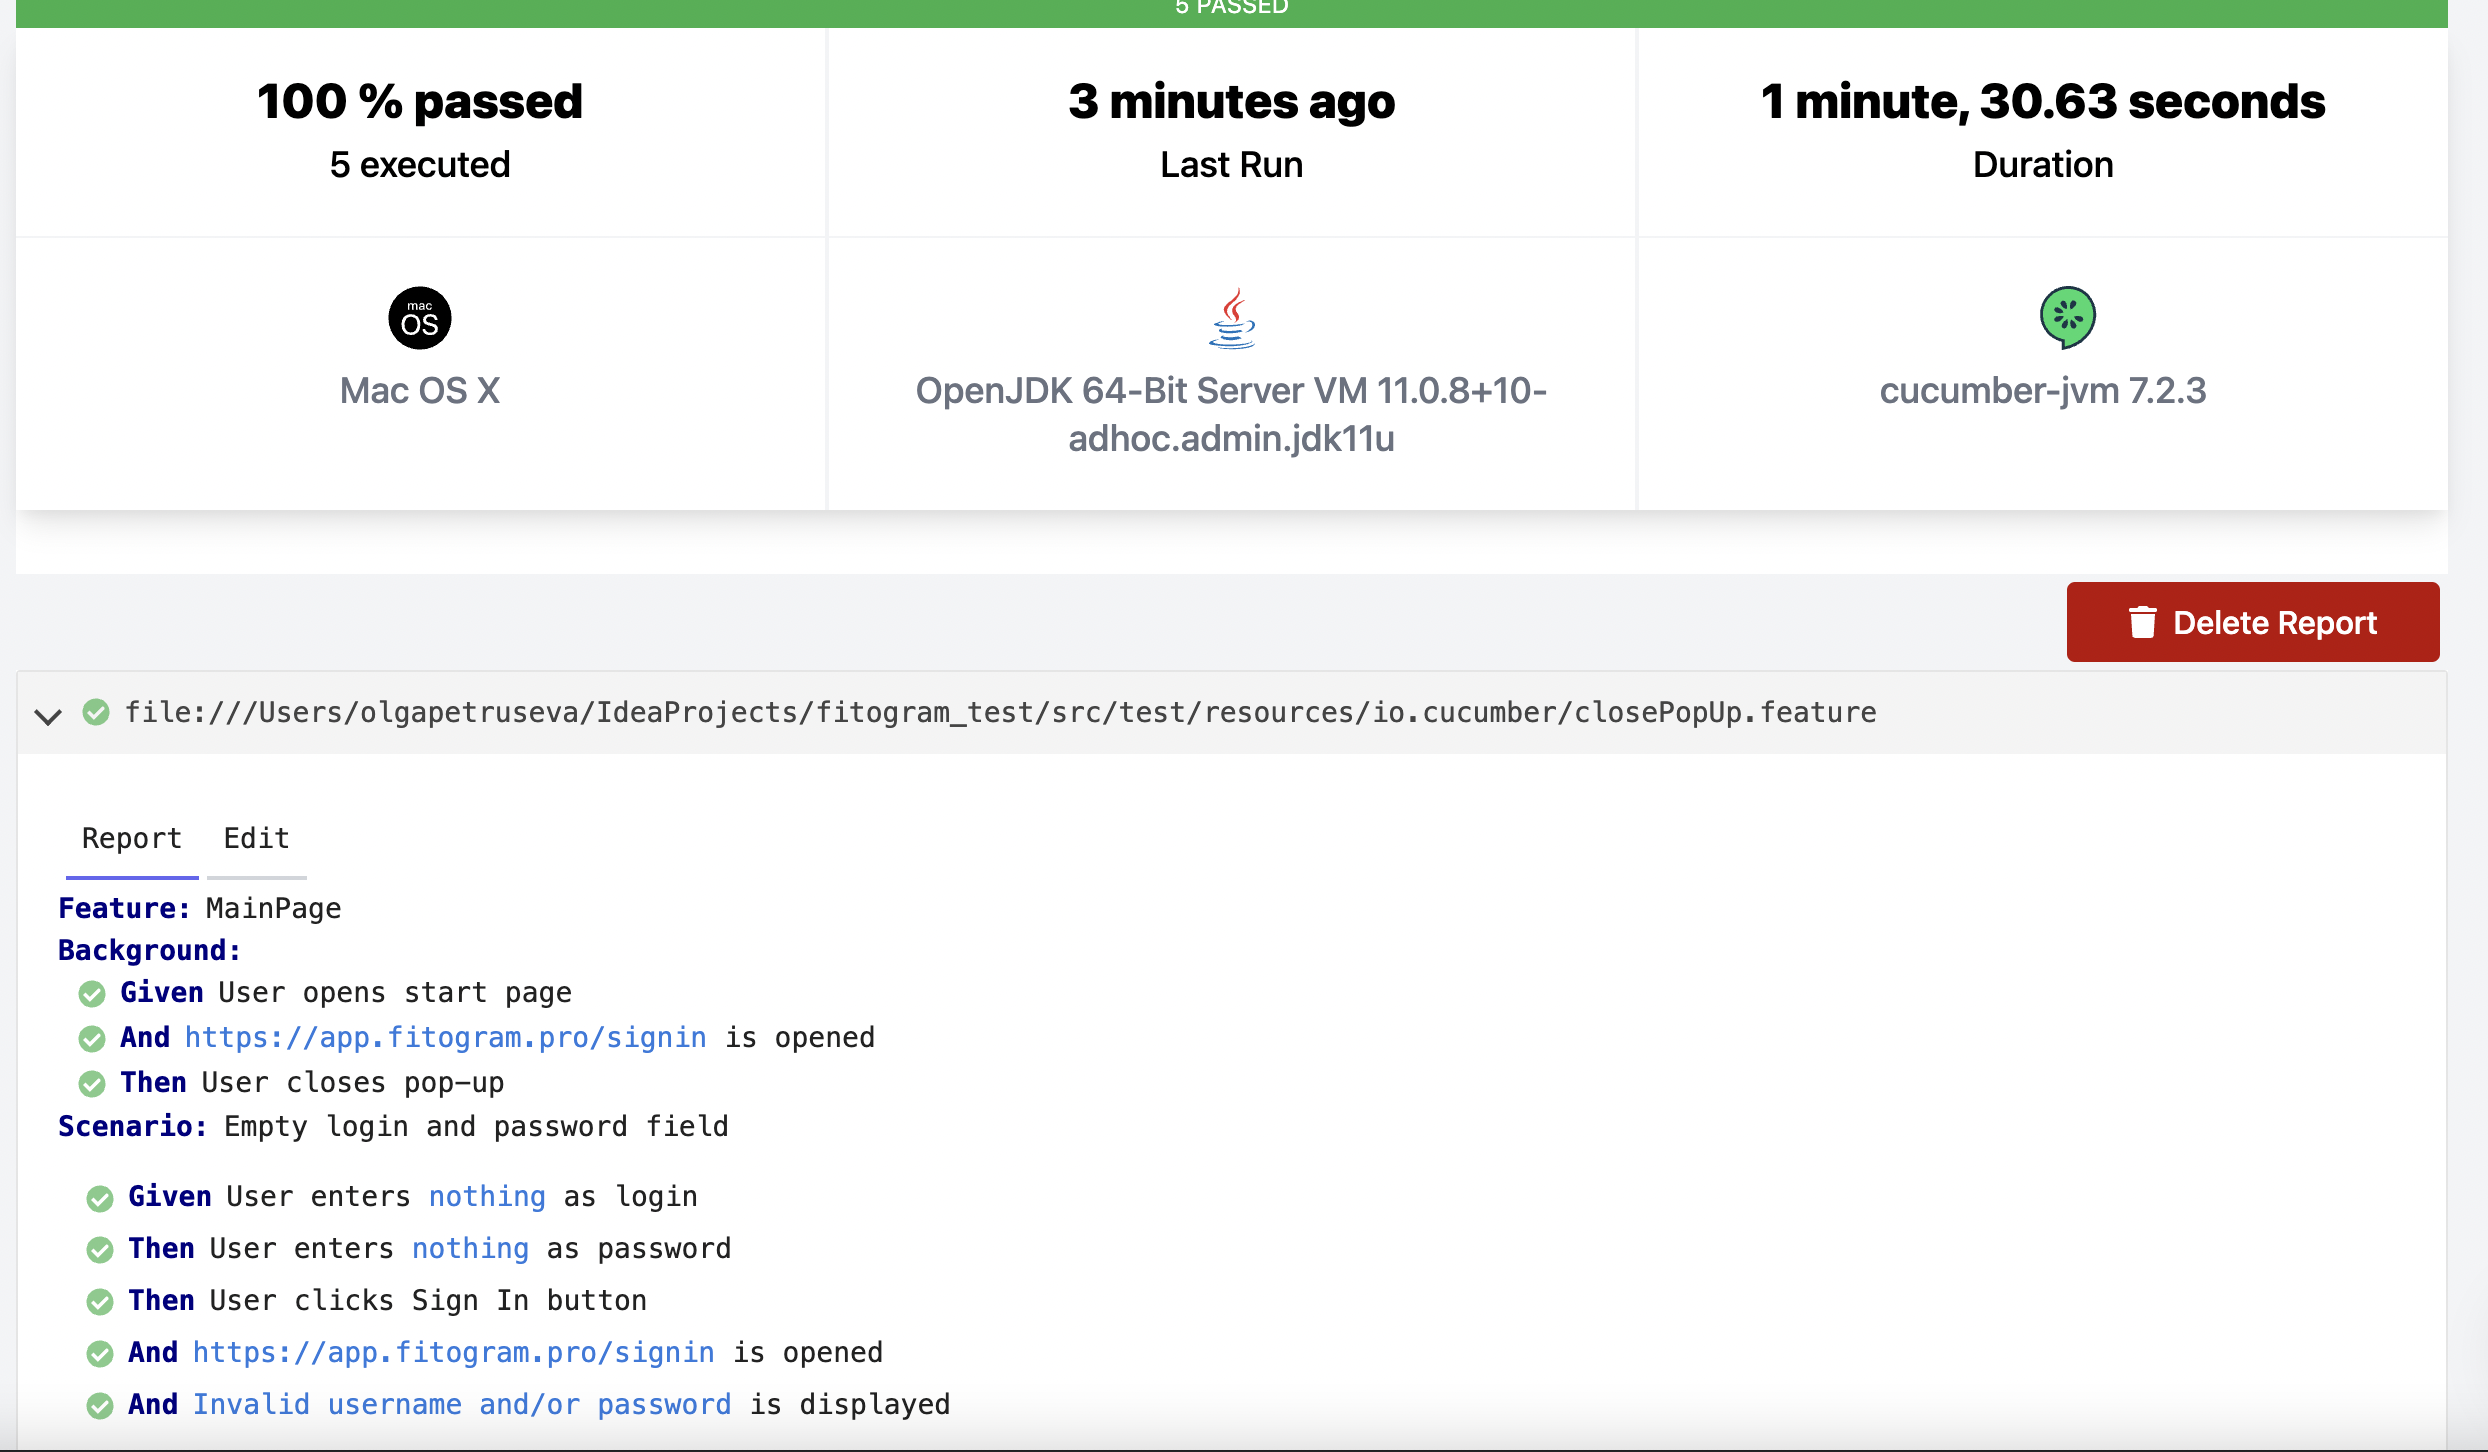 5 PASSED
100 % passed
5 executed
3 minutes ago
Last Run
1 minute, 30.63 seconds
Duration
mac
OS
Mac OS X
OpenJDK 64-Bit Server VM 11.0.8+10-
adhoc.admin.jdk11u
cucumber-jvm 7.2.3
Delete Report
file:///Users/olgapetruseva/IdeaProjects/fitogram_test/src/test/resources/io.cucumber/closePopUp.feature
Report Edit
Feature: MainPage
Background:
Given User opens start page
And https://app.fitogram.pro/signin is opened
Then User closes pop-up
Scenario: Empty login and password field
Given User enters nothing as login
Then User enters nothing as password
Then User clicks Sign In button
And https://app.fitogram.pro/signin is opened
And Invalid username and/or password is displayed